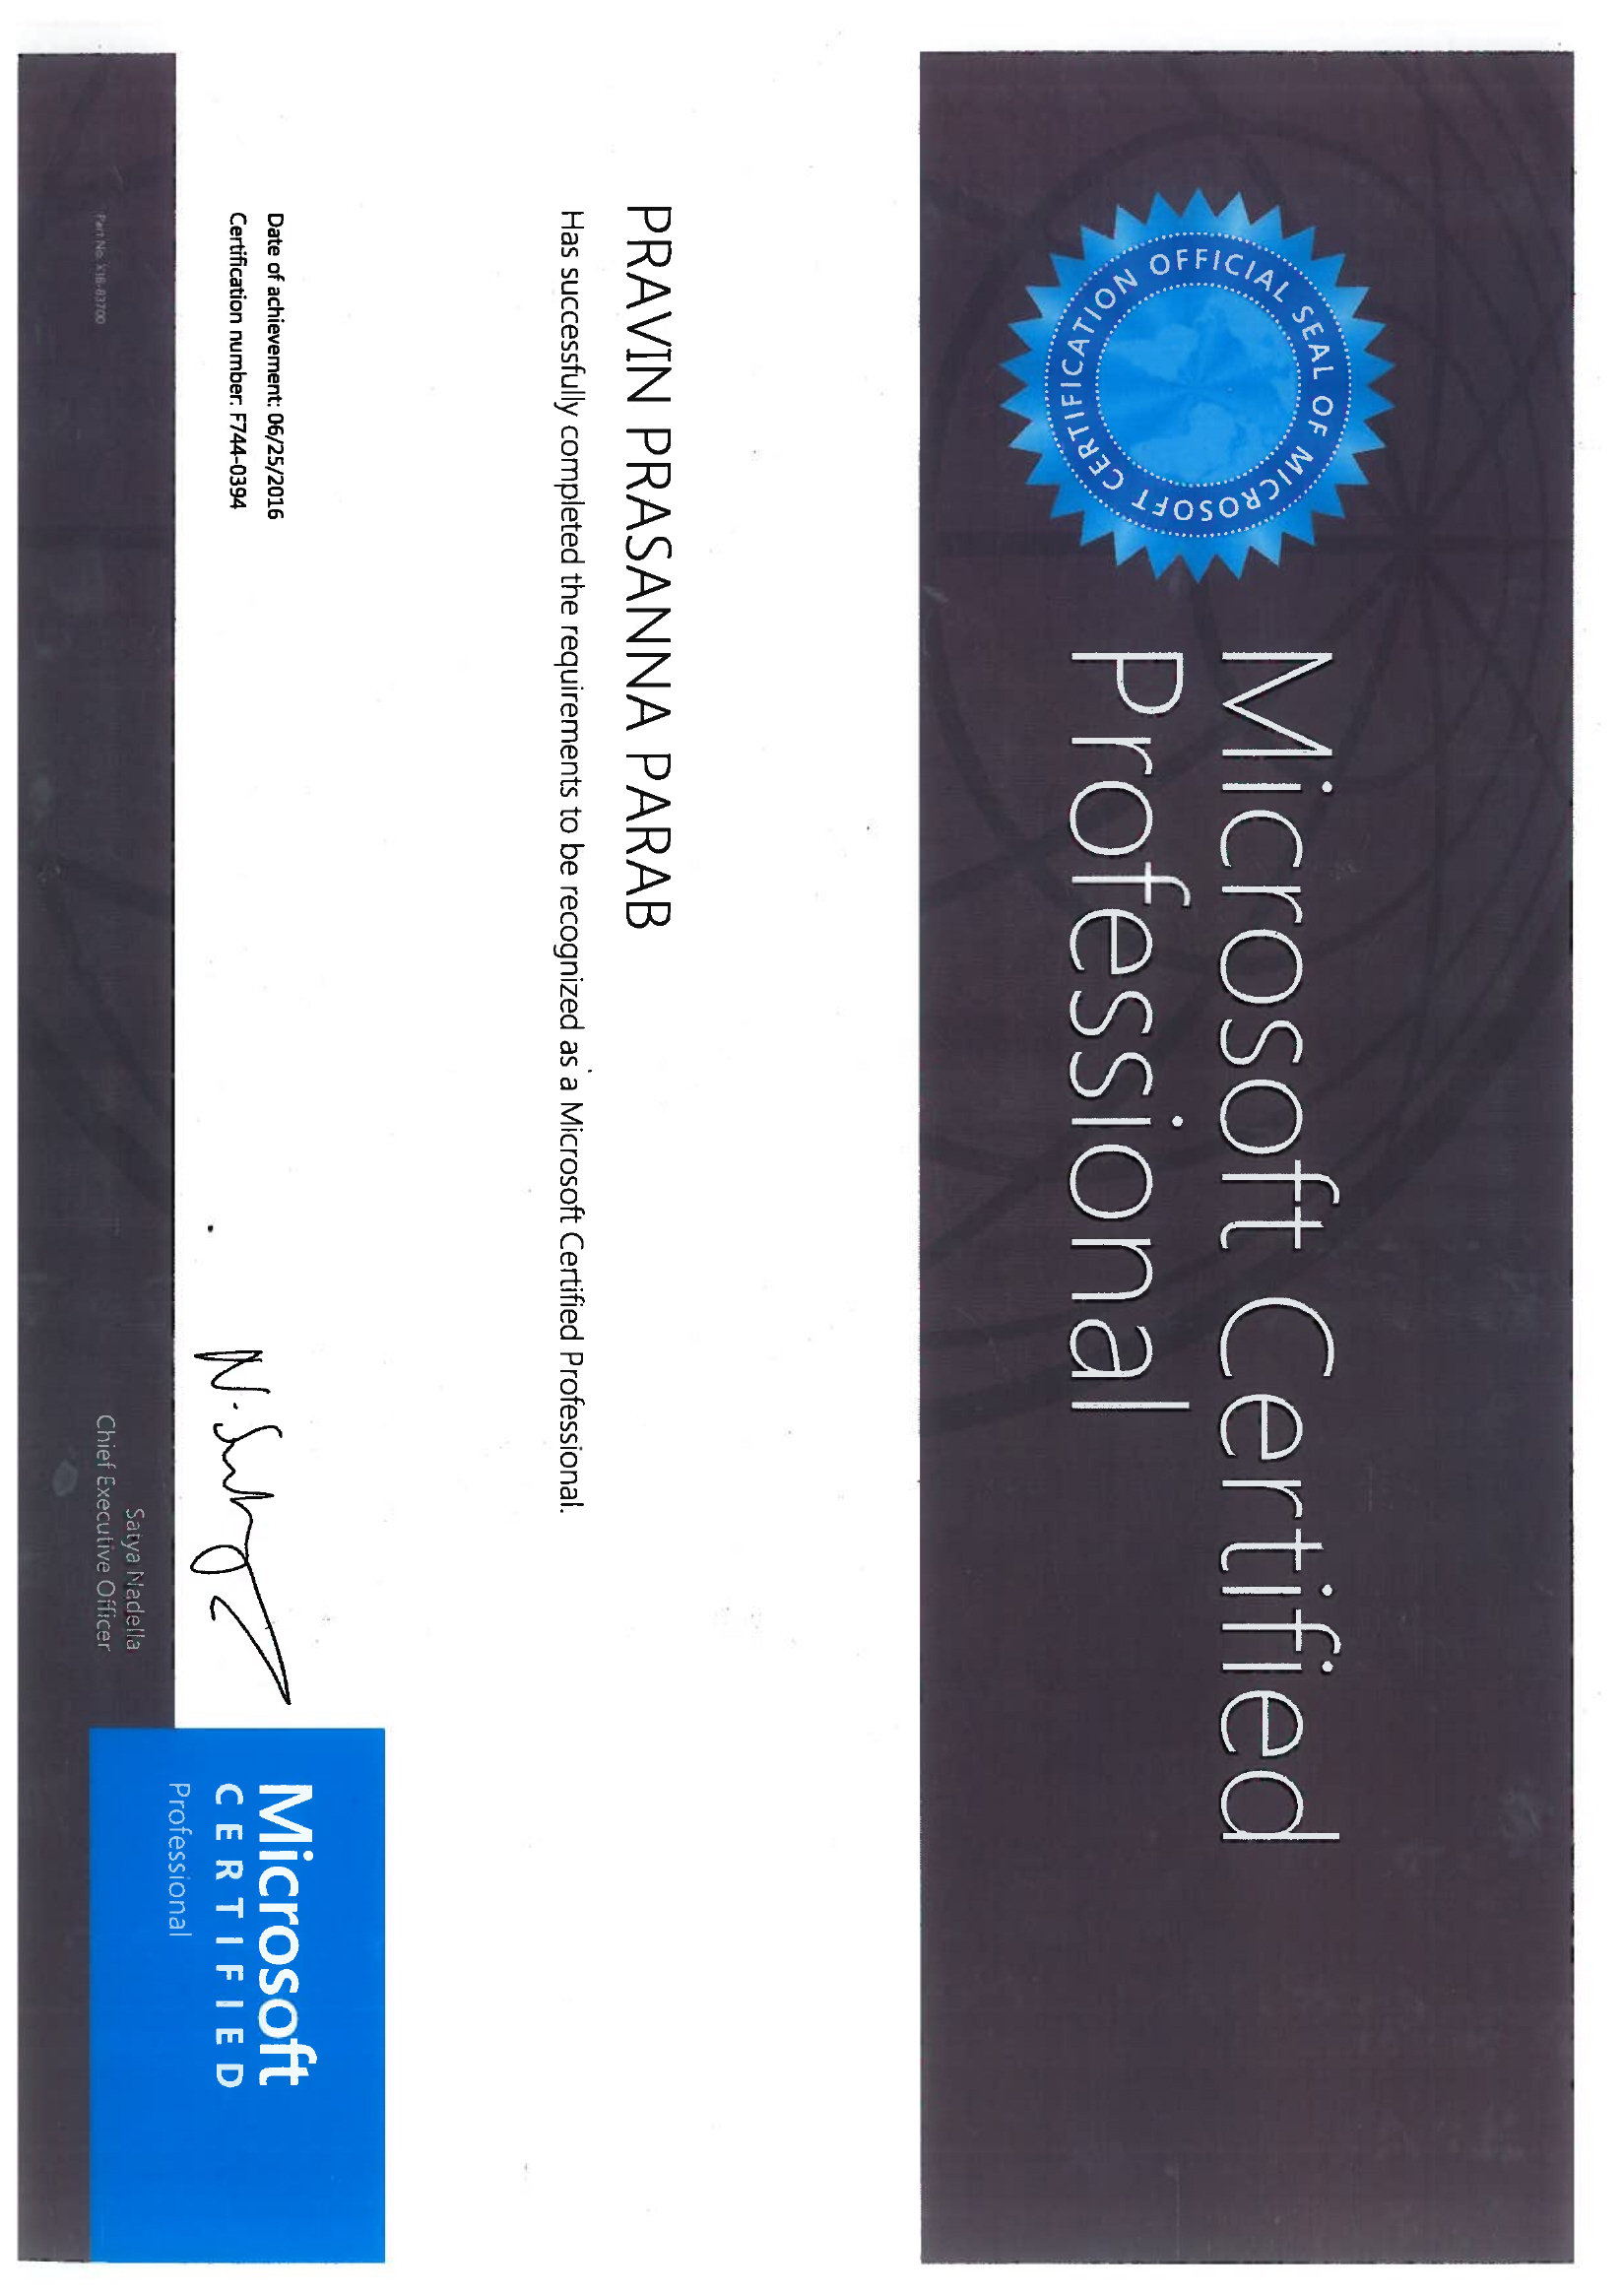 OFFICIAL SEAL OF MICROSOFT CERTIFICATION
Microsoft Certified
Professional
PRAVIN PRASANNA PARAB
Has successfully completed the requirements to be recognized as a Microsoft Certified Professional.
Date of achievement: 06/25/2016
Certification number: F744-0394
N. Satya
Satya Nadella
Chief Executive Officer
Microsoft
CERTIFIED
Professional
Part No. X18-83700